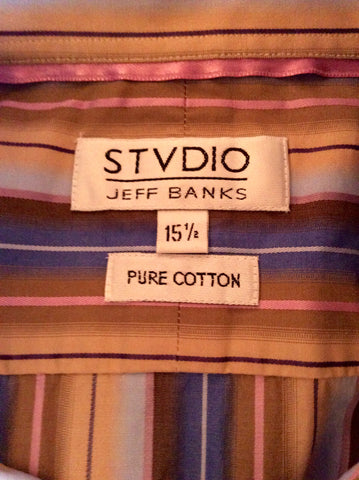 STVDIO
JEFF BANKS
15½
PURE COTTON